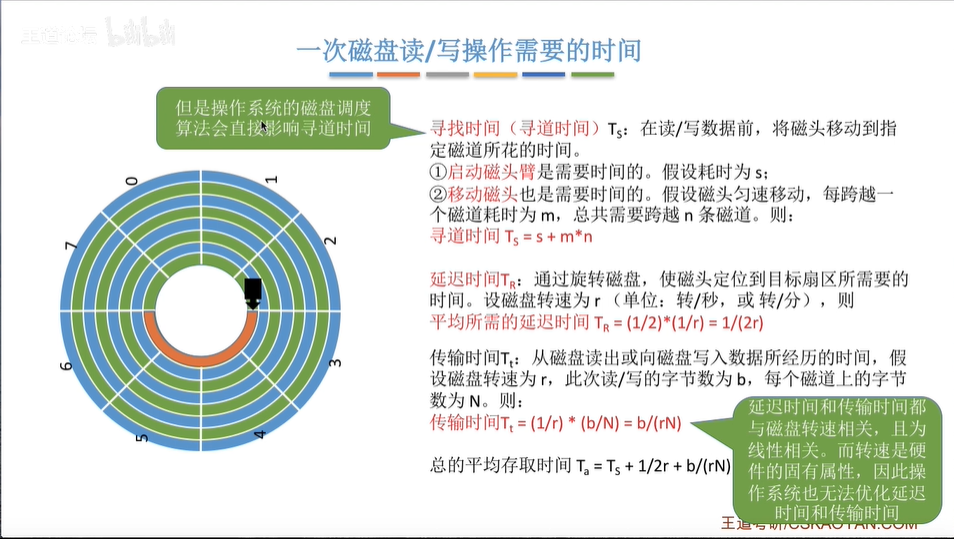 bilibili
一次磁盘读/写操作需要的时间
但是操作系统的磁盘调度
算法会直接影响寻道时间
寻找时间（寻道时间）TS：在读/写数据前，将磁头移动到指
定磁道所花的时间。
①启动磁头臂是需要时间的。假设耗时为 s；
②移动磁头也是需要时间的。假设磁头匀速移动，每跨越一
个磁道耗时为 m，总共需要跨越 n 条磁道。则：
寻道时间 TS = s + m*n
延迟时间TR：通过旋转磁盘，使磁头定位到目标扇区所需要的
时间。设磁盘转速为 r （单位：转/秒，或 转/分），则
平均所需的延迟时间 TR = (1/2)*(1/r) = 1/(2r)
传输时间Tt：从磁盘读出或向磁盘写入数据所经历的时间，假
设磁盘转速为 r，此次读/写的字节数为 b，每个磁道上的字节
数为 N。则：
传输时间Tt = (1/r) * (b/N) = b/(rN)
总的平均存取时间 Ta = TS + 1/2r + b/(rN)
延迟时间和传输时间都
与磁盘转速相关，且为
线性相关。而转速是硬
件的固有属性，因此操
作系统也无法优化延迟
时间和传输时间
王道考研/CSKAOYAN.COM
0
1
2
3
4
5
6
7